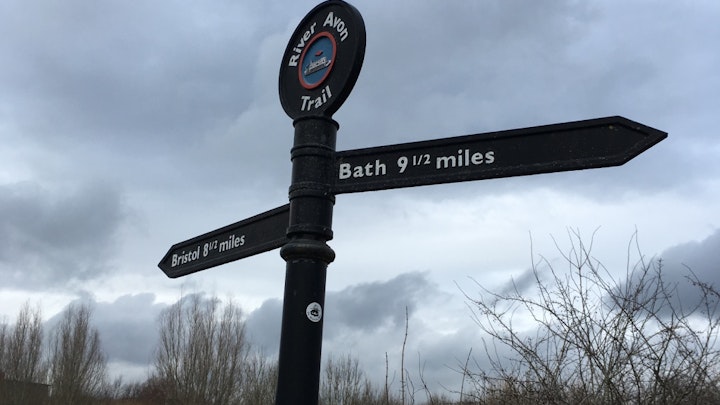 River Avon
Trail
Bath 9 1/2 miles
Bristol 8 1/2 miles